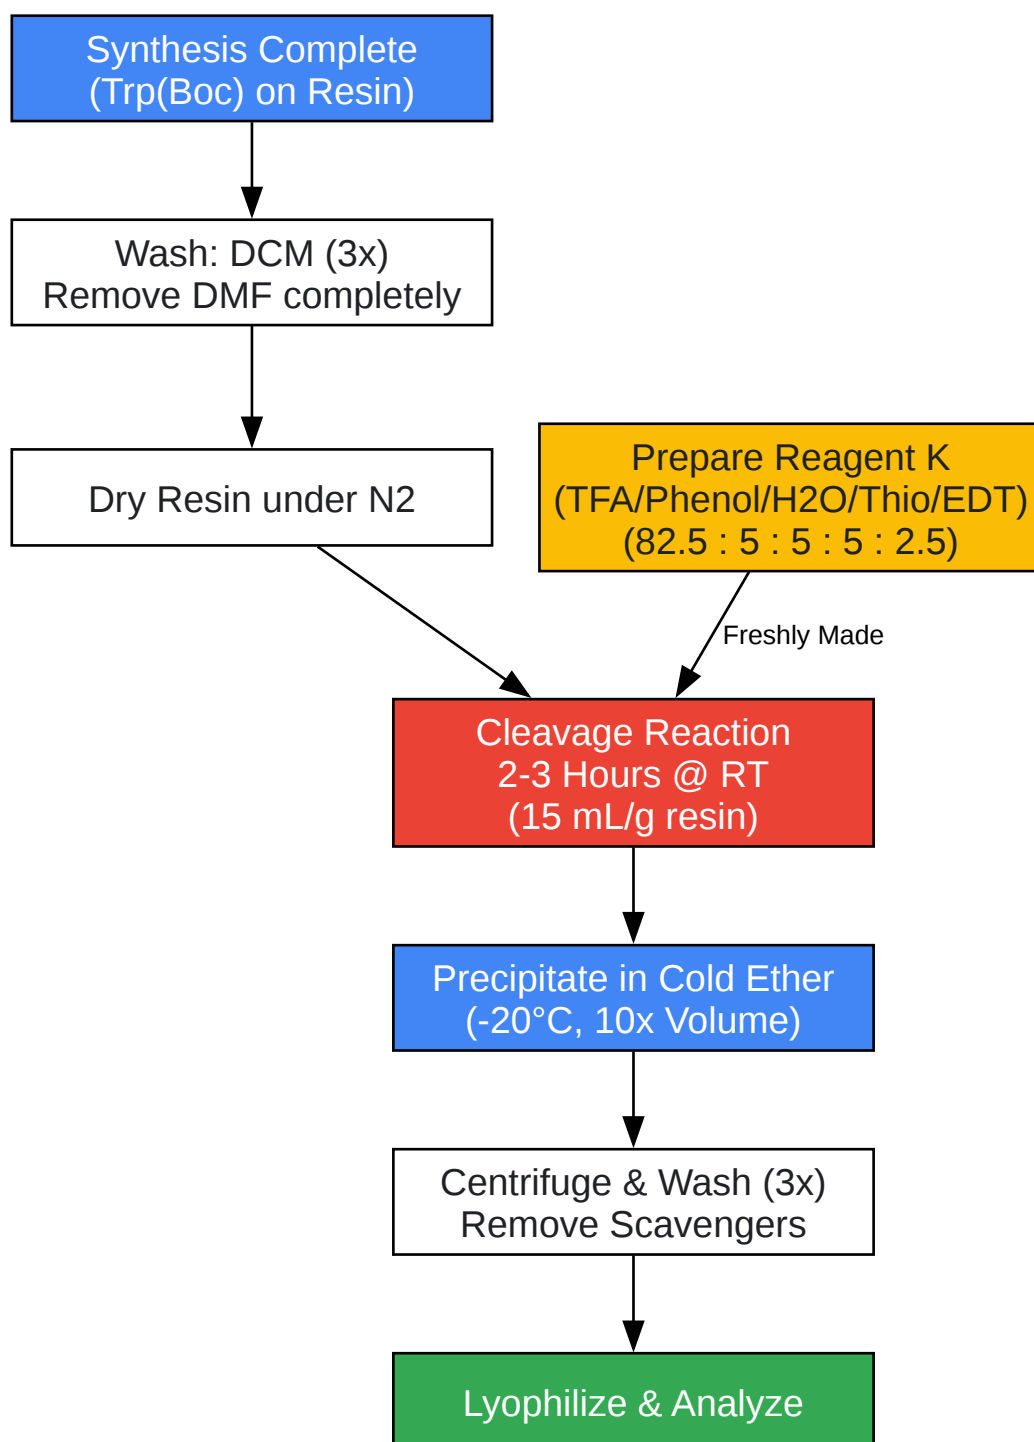 Synthesis Complete
(Trp(Boc) on Resin)
Wash: DCM (3x)
Remove DMF completely
Dry Resin under N2
Prepare Reagent K
(TFA/Phenol/H2O/Thio/EDT)
(82.5 : 5 : 5 : 5 : 2.5)
Freshly Made
Cleavage Reaction
2-3 Hours @ RT
(15 mL/g resin)
Precipitate in Cold Ether
(-20°C, 10x Volume)
Centrifuge & Wash (3x)
Remove Scavengers
Lyophilize & Analyze